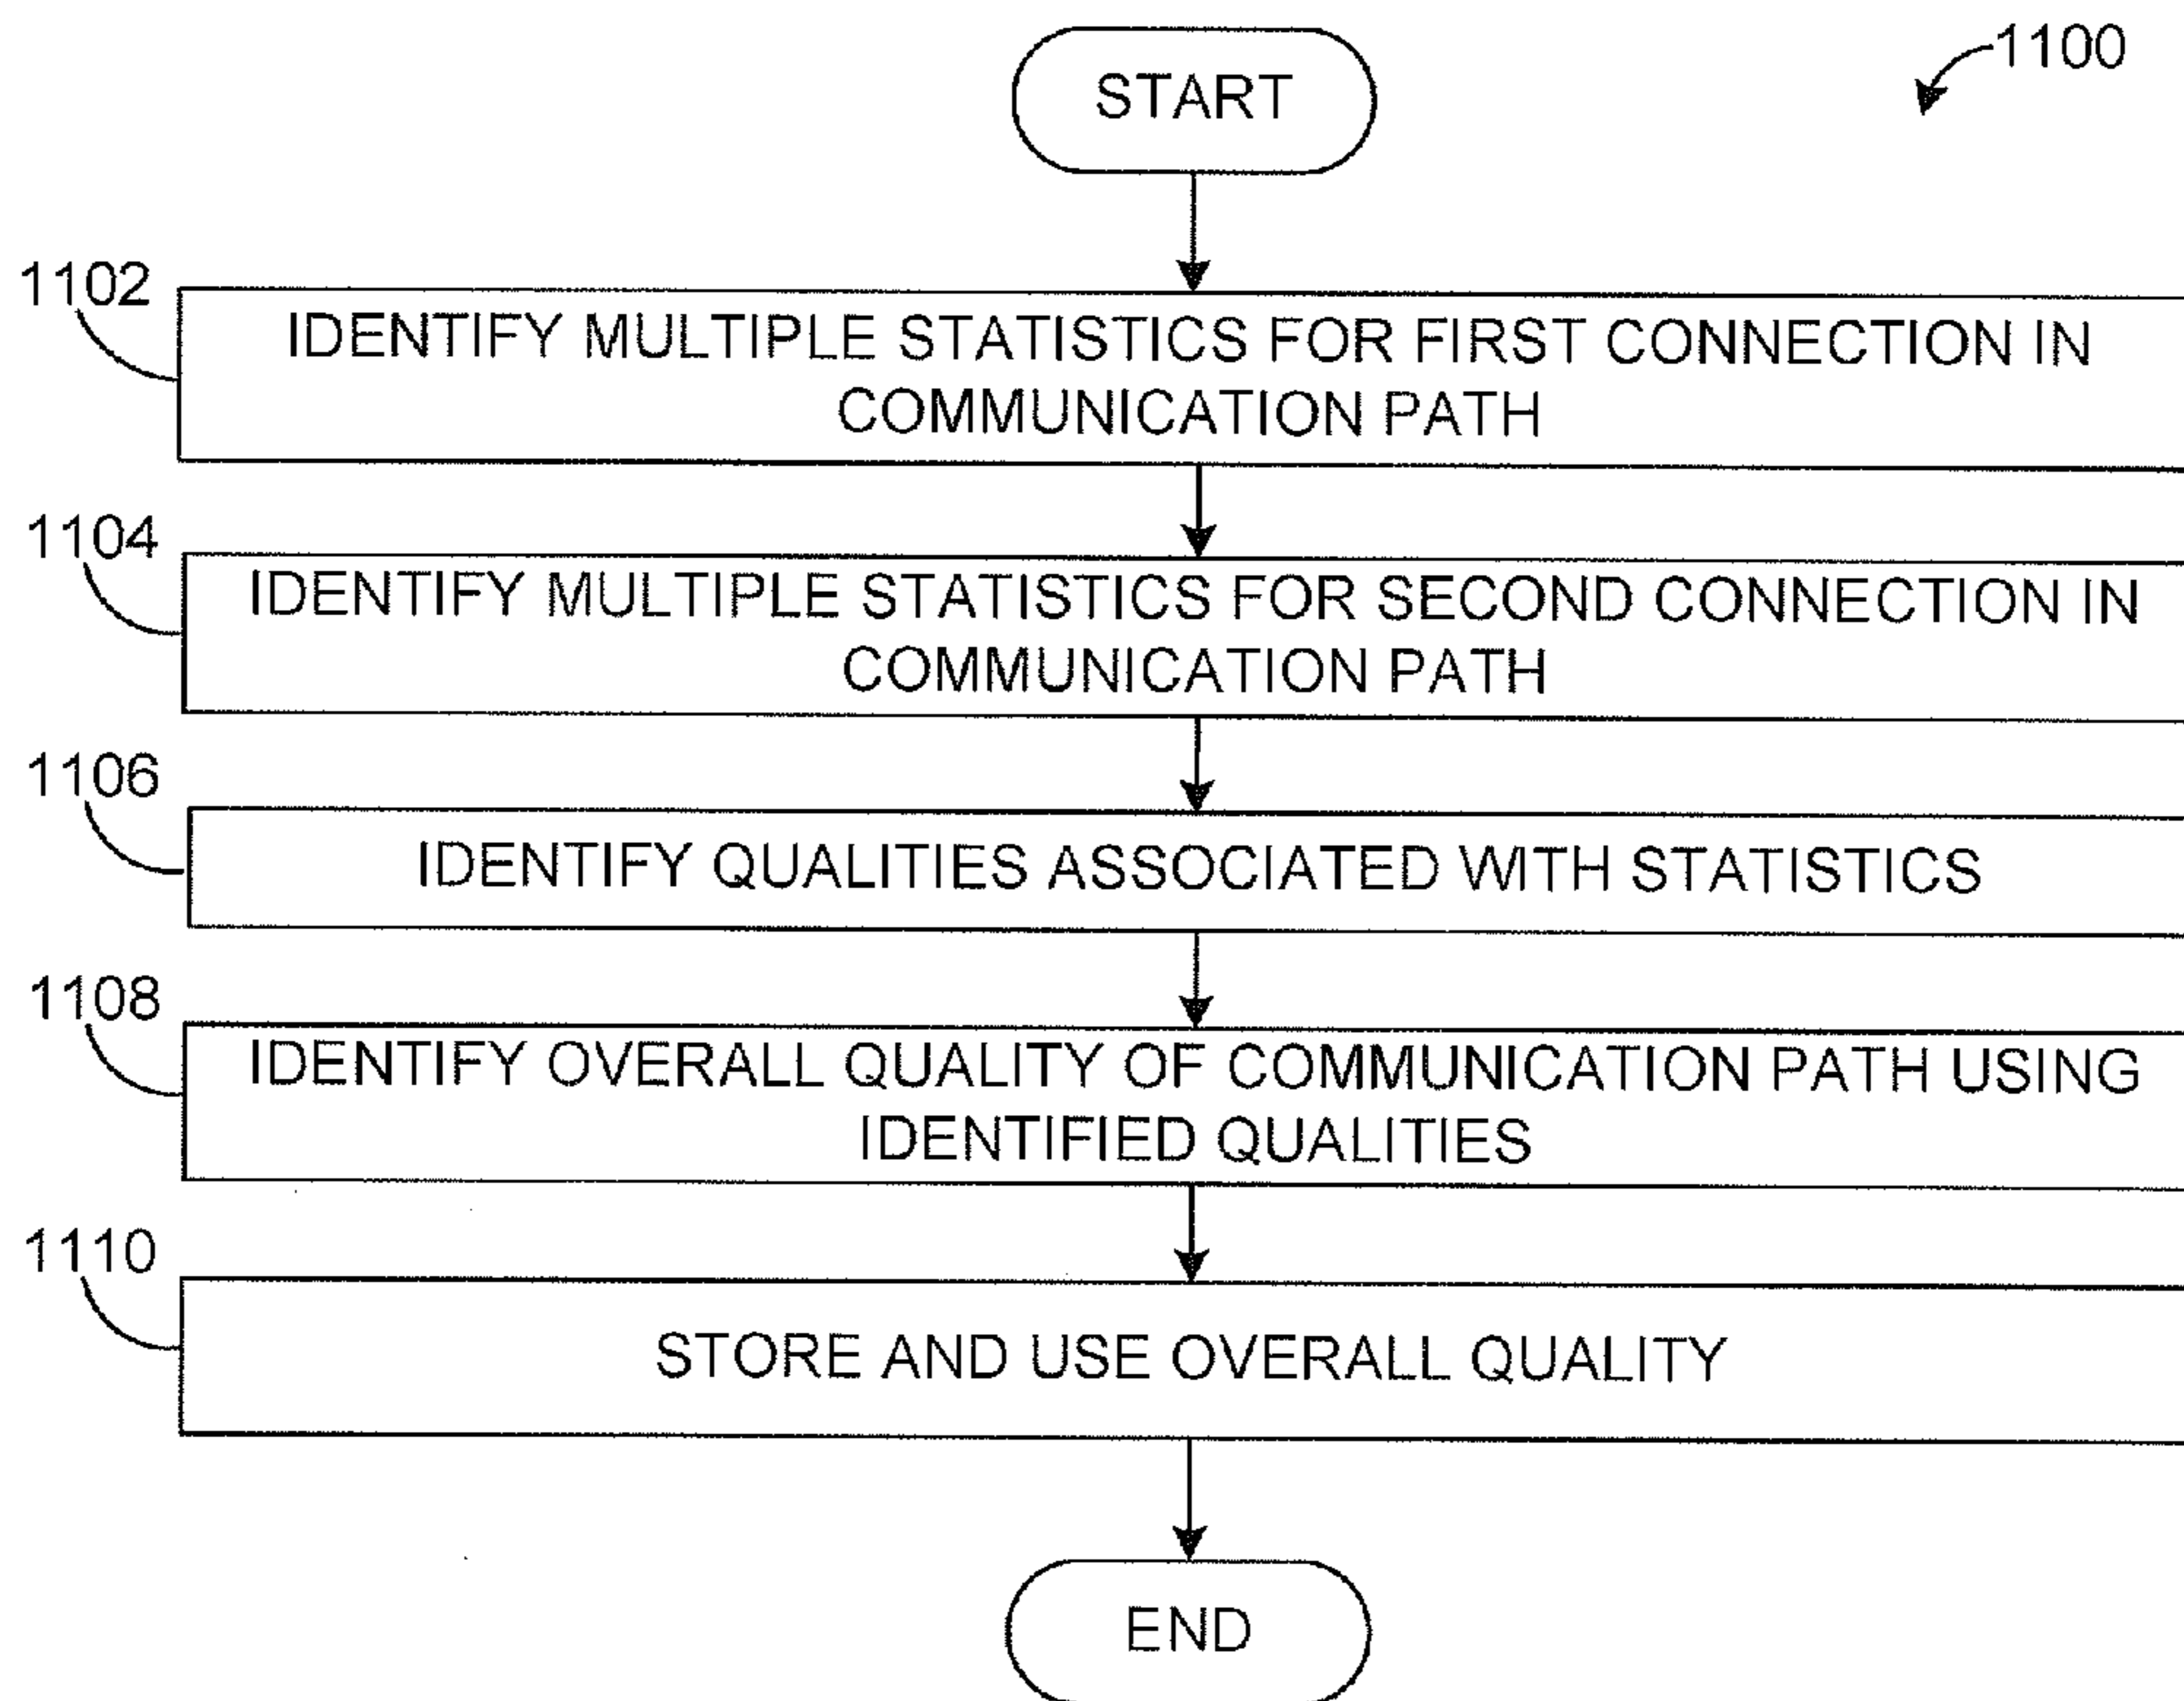 START
1100
1102
IDENTIFY MULTIPLE STATISTICS FOR FIRST CONNECTION IN
COMMUNICATION PATH
1104
IDENTIFY MULTIPLE STATISTICS FOR SECOND CONNECTION IN
COMMUNICATION PATH
1106
IDENTIFY QUALITIES ASSOCIATED WITH STATISTICS
1108
IDENTIFY OVERALL QUALITY OF COMMUNICATION PATH USING
IDENTIFIED QUALITIES
1110
STORE AND USE OVERALL QUALITY
END